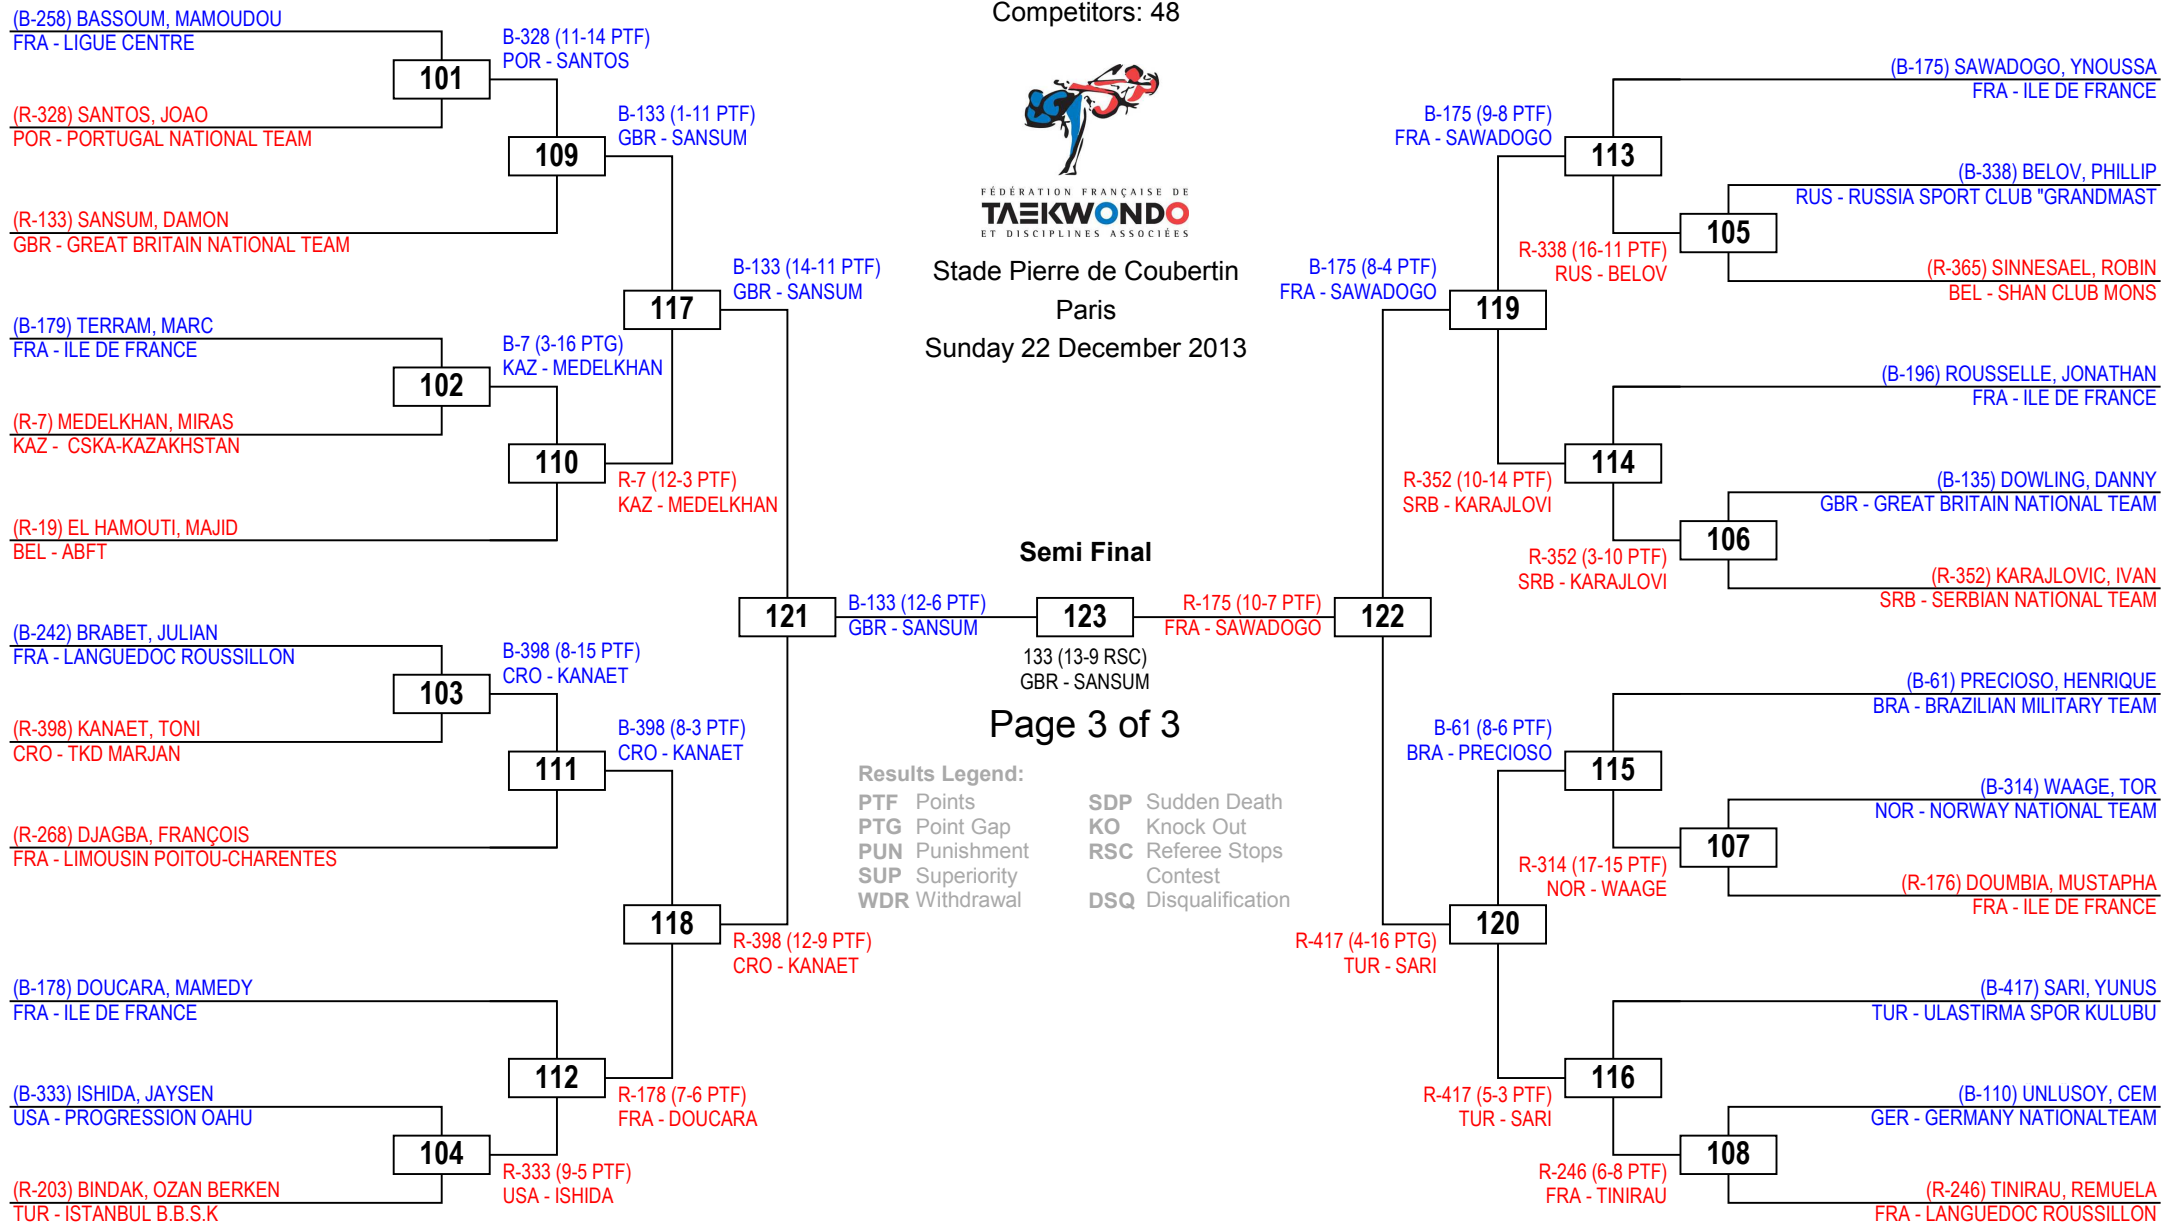 Competitors: 48
FÉDÉRATION FRANÇAISE DE
TAEKWONDO
ET DISCIPLINES ASSOCIÉES
Stade Pierre de Coubertin
Paris
Sunday 22 December 2013
(B-258) BASSOUM, MAMOUDOU
FRA - LIGUE CENTRE
101
(R-328) SANTOS, JOAO
POR - PORTUGAL NATIONAL TEAM
B-328 (11-14 PTF)
POR - SANTOS
109
(R-133) SANSUM, DAMON
GBR - GREAT BRITAIN NATIONAL TEAM
B-133 (1-11 PTF)
GBR - SANSUM
117
B-133 (14-11 PTF)
GBR - SANSUM
(B-179) TERRAM, MARC
FRA - ILE DE FRANCE
102
(R-7) MEDELKHAN, MIRAS
KAZ - CSKA-KAZAKHSTAN
B-7 (3-16 PTG)
KAZ - MEDELKHAN
110
(R-19) EL HAMOUTI, MAJID
BEL - ABFT
R-7 (12-3 PTF)
KAZ - MEDELKHAN
(B-242) BRABET, JULIAN
FRA - LANGUEDOC ROUSSILLON
103
(R-398) KANAET, TONI
CRO - TKD MARJAN
B-398 (8-15 PTF)
CRO - KANAET
111
(R-268) DJAGBA, FRANÇOIS
FRA - LIMOUSIN POITOU-CHARENTES
B-398 (8-3 PTF)
CRO - KANAET
118
R-398 (12-9 PTF)
CRO - KANAET
(B-178) DOUCARA, MAMEDY
FRA - ILE DE FRANCE
112
R-178 (7-6 PTF)
FRA - DOUCARA
(B-333) ISHIDA, JAYSEN
USA - PROGRESSION OAHU
104
(R-203) BINDAK, OZAN BERKEN
TUR - ISTANBUL B.B.S.K
R-333 (9-5 PTF)
USA - ISHIDA
Semi Final
121
B-133 (12-6 PTF)
GBR - SANSUM
123
R-175 (10-7 PTF)
FRA - SAWADOGO
122
133 (13-9 RSC)
GBR - SANSUM
Page 3 of 3
Results Legend:
PTF Points
PTG Point Gap
PUN Punishment
SUP Superiority
WDR Withdrawal
SDP Sudden Death
KO Knock Out
RSC Referee Stops
Contest
DSQ Disqualification
(B-175) SAWADOGO, YNOUSSA
FRA - ILE DE FRANCE
B-175 (9-8 PTF)
FRA - SAWADOGO
113
(B-338) BELOV, PHILLIP
RUS - RUSSIA SPORT CLUB "GRANDMAST
105
R-338 (16-11 PTF)
RUS - BELOV
(R-365) SINNESAEL, ROBIN
BEL - SHAN CLUB MONS
B-175 (8-4 PTF)
FRA - SAWADOGO
119
(B-196) ROUSSELLE, JONATHAN
FRA - ILE DE FRANCE
114
R-352 (10-14 PTF)
SRB - KARAJLOVI
(B-135) DOWLING, DANNY
GBR - GREAT BRITAIN NATIONAL TEAM
106
R-352 (3-10 PTF)
SRB - KARAJLOVI
(R-352) KARAJLOVIC, IVAN
SRB - SERBIAN NATIONAL TEAM
(B-61) PRECIOSO, HENRIQUE
BRA - BRAZILIAN MILITARY TEAM
B-61 (8-6 PTF)
BRA - PRECIOSO
115
(B-314) WAAGE, TOR
NOR - NORWAY NATIONAL TEAM
107
R-314 (17-15 PTF)
NOR - WAAGE
(R-176) DOUMBIA, MUSTAPHA
FRA - ILE DE FRANCE
120
R-417 (4-16 PTG)
TUR - SARI
(B-417) SARI, YUNUS
TUR - ULASTIRMA SPOR KULUBU
116
R-417 (5-3 PTF)
TUR - SARI
(B-110) UNLUSOY, CEM
GER - GERMANY NATIONALTEAM
108
R-246 (6-8 PTF)
FRA - TINIRAU
(R-246) TINIRAU, REMUELA
FRA - LANGUEDOC ROUSSILLON